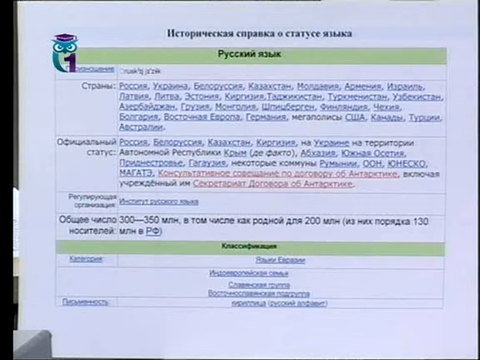 Историческая справка о статусе языка
Русский язык
1
Страны: Россия, Украина, Белоруссия, Казахстан, Молдавия, Армения, Израиль,
Латвия, Литва, Эстония, Киргизия,Таджикистан, Туркменистан, Узбекистан,
Азербайджан, Грузия, Монголия, Шпицберген, Финляндия, Чехия,
Болгария, Восточная Европа, Германия, мегаполисы США, Канады, Турции,
Австралии.
Официальный статус: Россия, Белоруссия, Казахстан, Киргизия, на Украине на территории
Автономной Республики Крым (де факто), Абхазия, Южная Осетия,
Приднестровье, Гагаузия, некоторые коммуны Румынии, ООН, ЮНЕСКО,
МАГАТЭ, Консультативное совещание по договору об Антарктике, включая
учреждённый им Секретариат Договора об Антарктике.
Регулирующая организация: Институт русского языка
Общее число носителей: 300—350 млн, в том числе как родной для 200 млн (из них порядка 130
млн в РФ)
Классификация
Категория: Языки Евразии
Индоевропейская семья
Славянская группа
Восточнославянская подгруппа
Письменность: кириллица (русский алфавит)